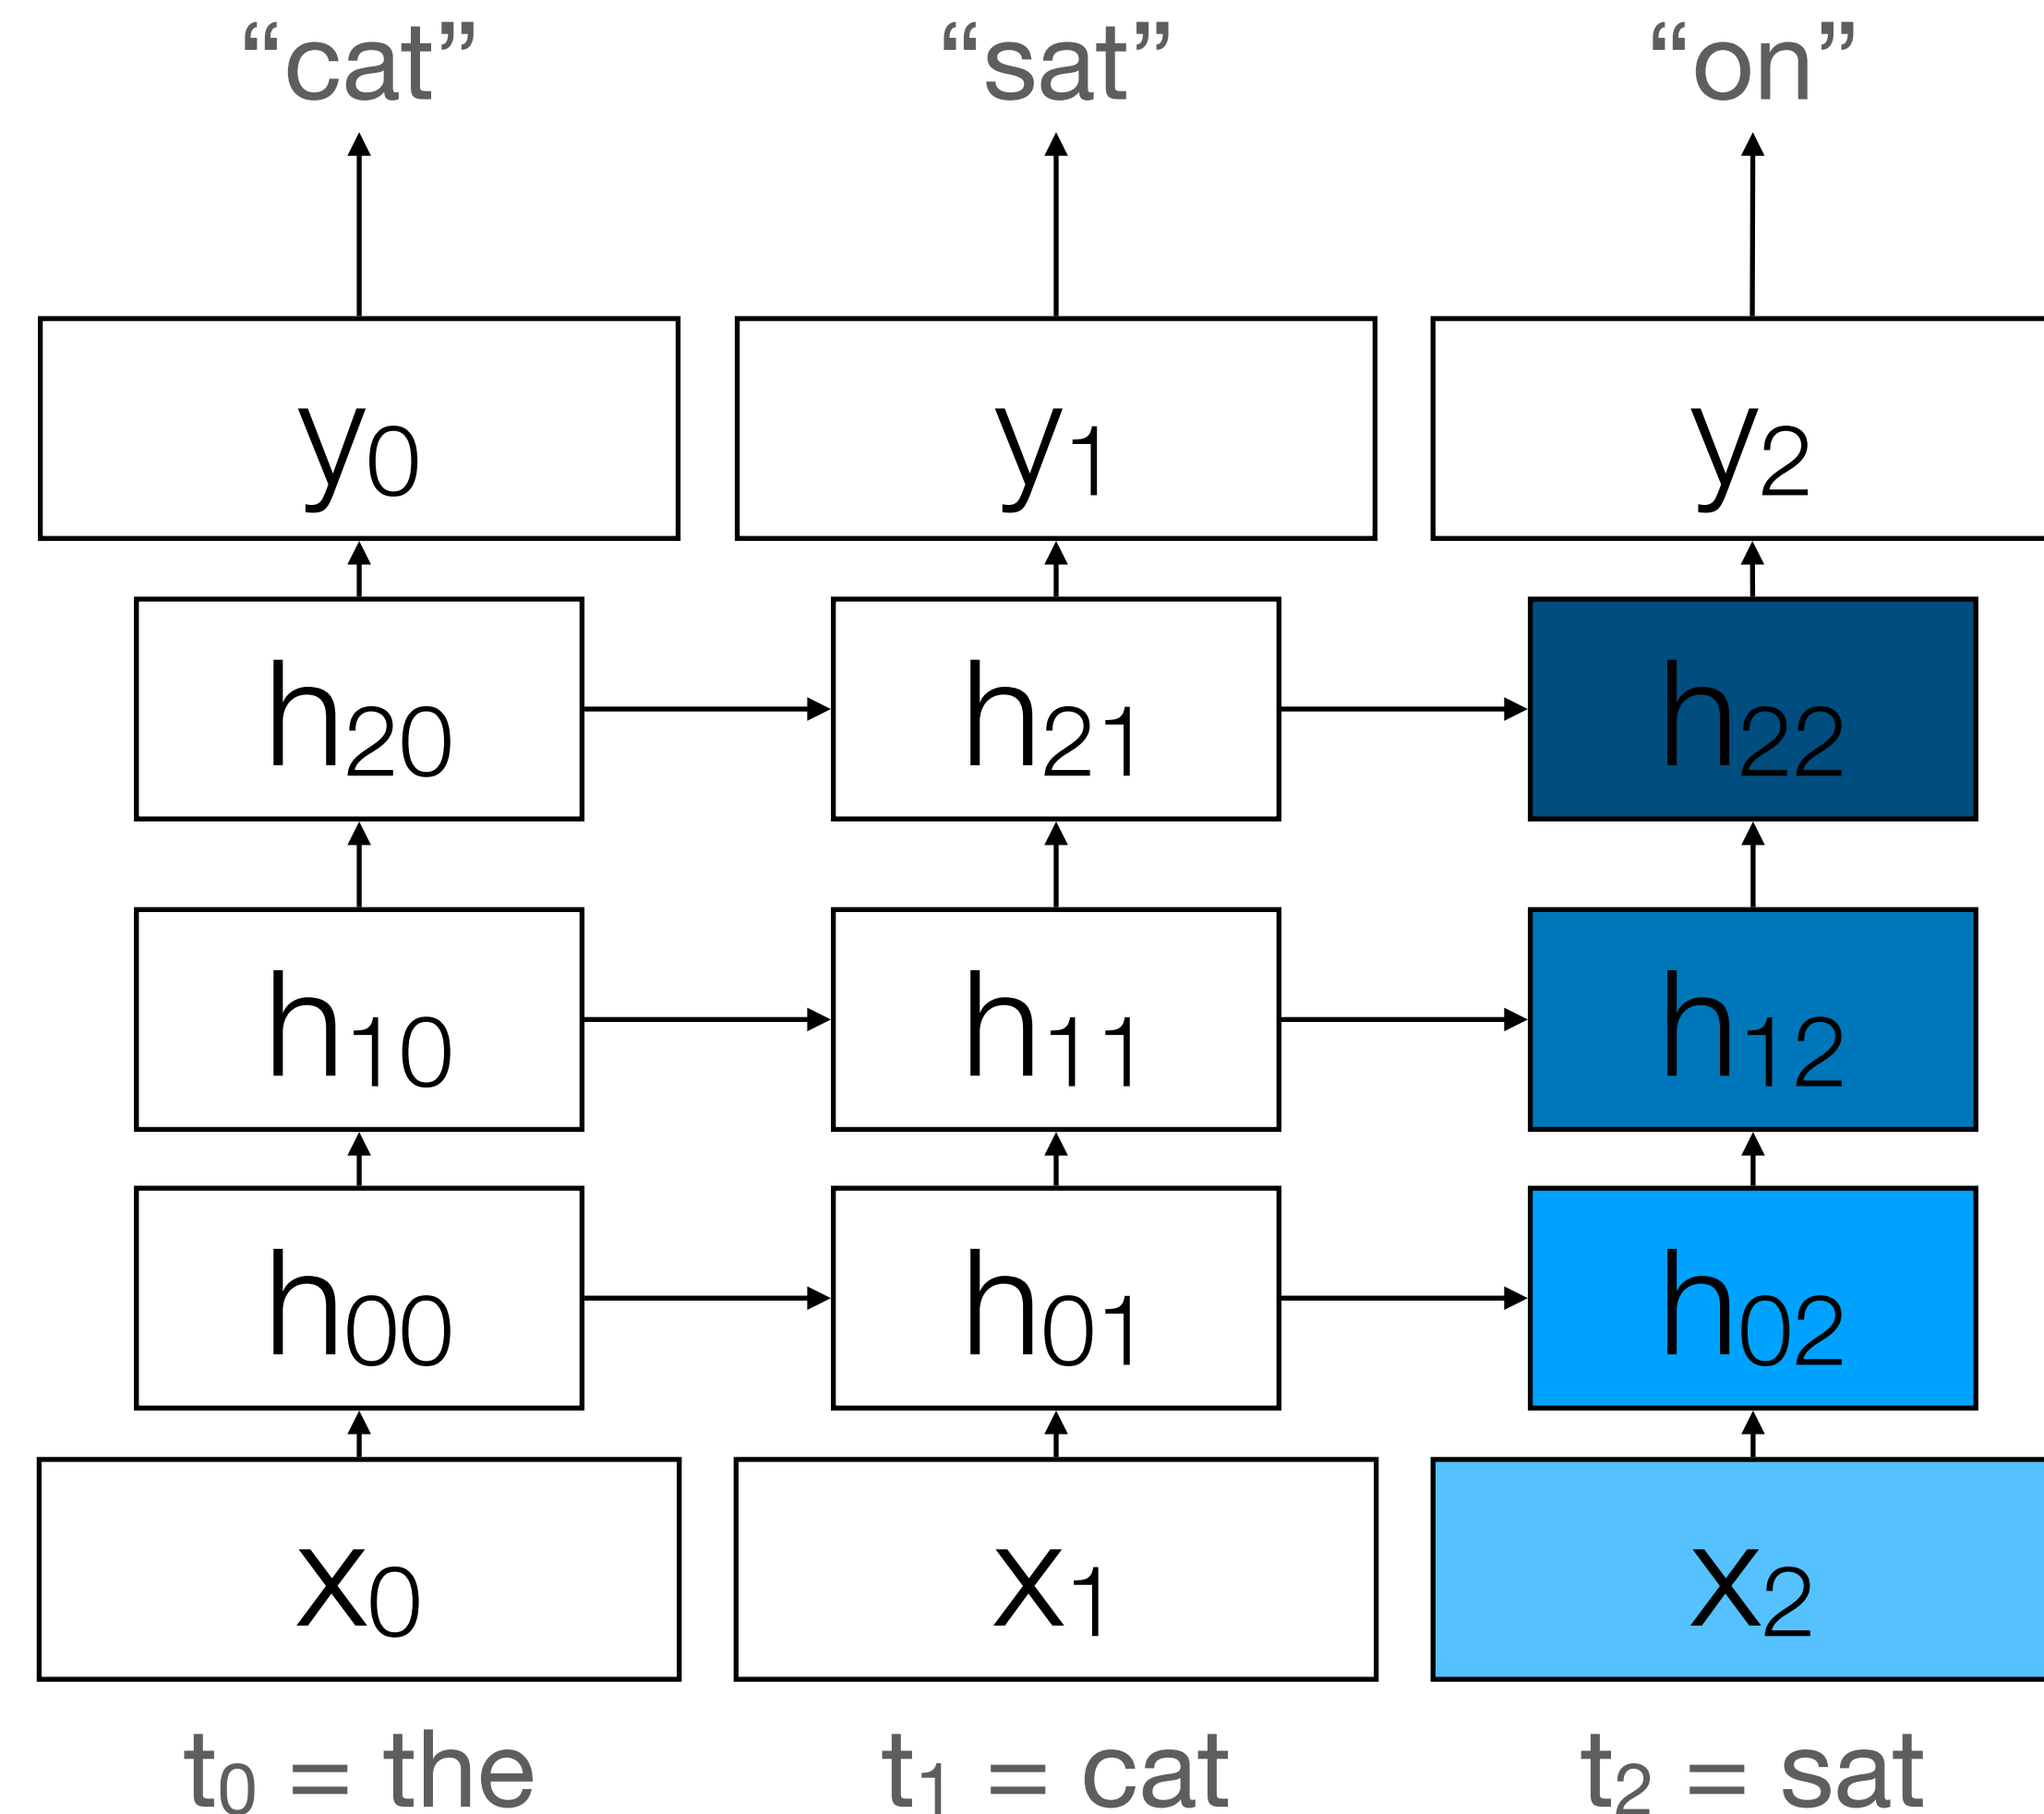 “cat” “sat” “on”
y0 y1 y2
h20 h21 h22
h10 h11 h12
h00 h01 h02
x0 x1 x2
t0 = the t1 = cat t2 = sat